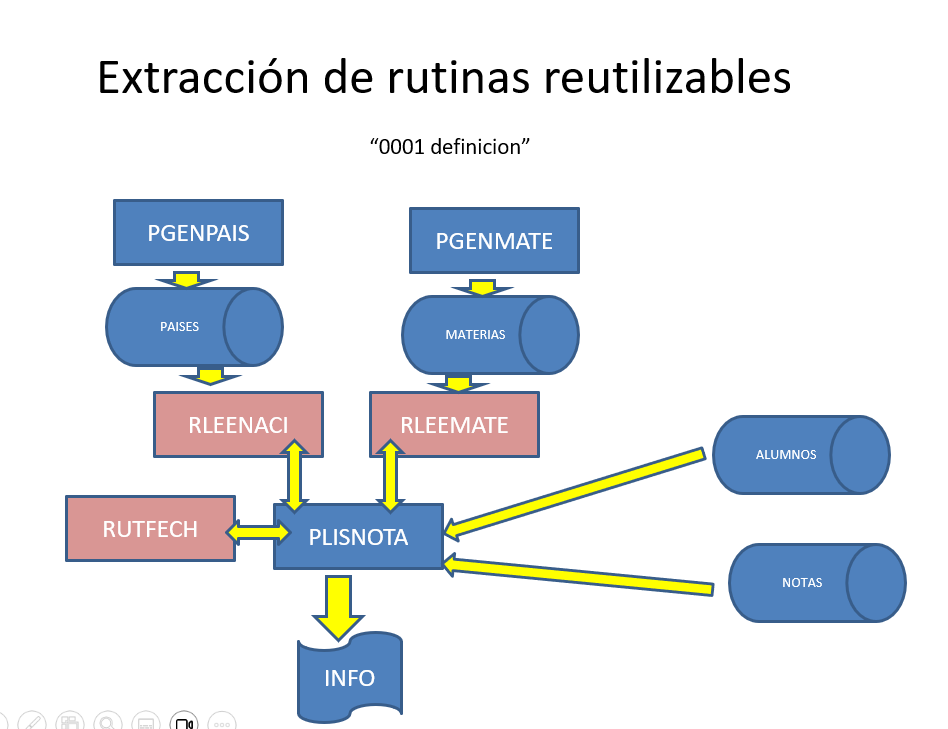 Extracción de rutinas reutilizables
“0001 definicion”
PGENPAIS
PGENMATE
PAISES
MATERIAS
RLEENACI
RLEEMATE
ALUMNOS
RUTFECH
PLISNOTA
NOTAS
INFO